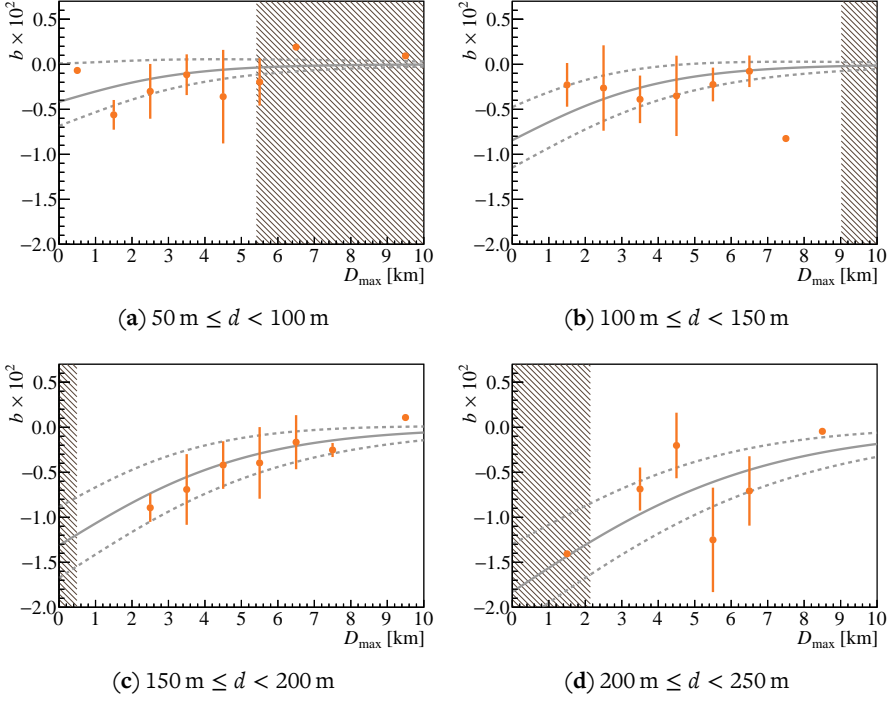 b × 10²
0.5
0.0
−0.5
−1.0
−1.5
−2.0
0 1 2 3 4 5 6 7 8 9 10
D_max [km]
(a) 50 m ≤ d < 100 m
b × 10²
0.5
0.0
−0.5
−1.0
−1.5
−2.0
0 1 2 3 4 5 6 7 8 9 10
D_max [km]
(b) 100 m ≤ d < 150 m
b × 10²
0.5
0.0
−0.5
−1.0
−1.5
−2.0
0 1 2 3 4 5 6 7 8 9 10
D_max [km]
(c) 150 m ≤ d < 200 m
b × 10²
0.5
0.0
−0.5
−1.0
−1.5
−2.0
0 1 2 3 4 5 6 7 8 9 10
D_max [km]
(d) 200 m ≤ d < 250 m